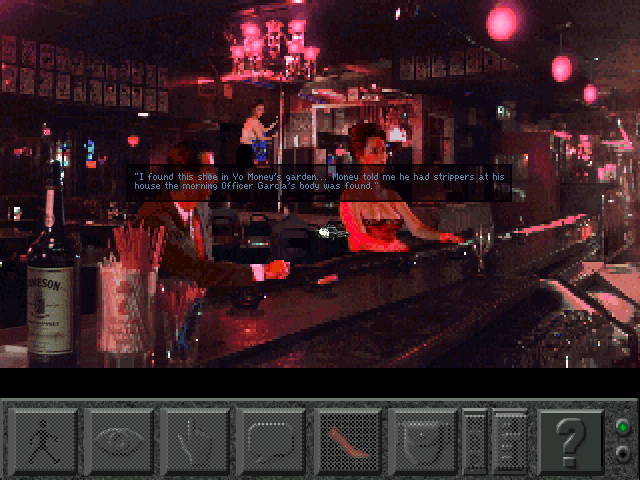 "I found this shoe in Yo Money's garden... Money told me he had strippers at his
house the morning Officer Garcia's body was found."
JAMESON
?